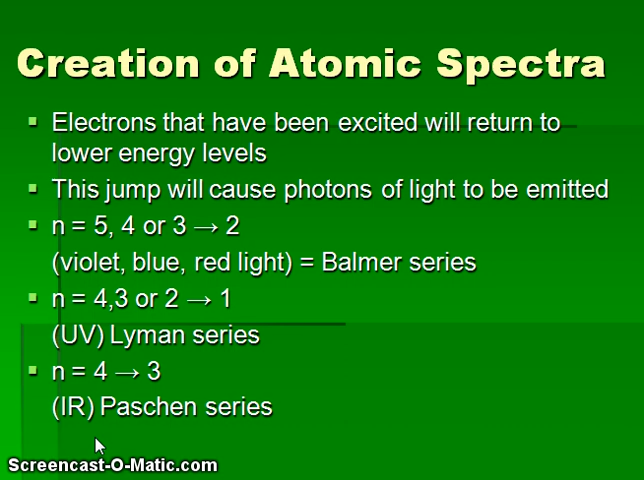 Creation of Atomic Spectra
▪ Electrons that have been excited will return to
lower energy levels
▪ This jump will cause photons of light to be emitted
▪ n = 5, 4 or 3 → 2
(violet, blue, red light) = Balmer series
▪ n = 4,3 or 2 → 1
(UV) Lyman series
▪ n = 4 → 3
(IR) Paschen series
Screencast-O-Matic.com